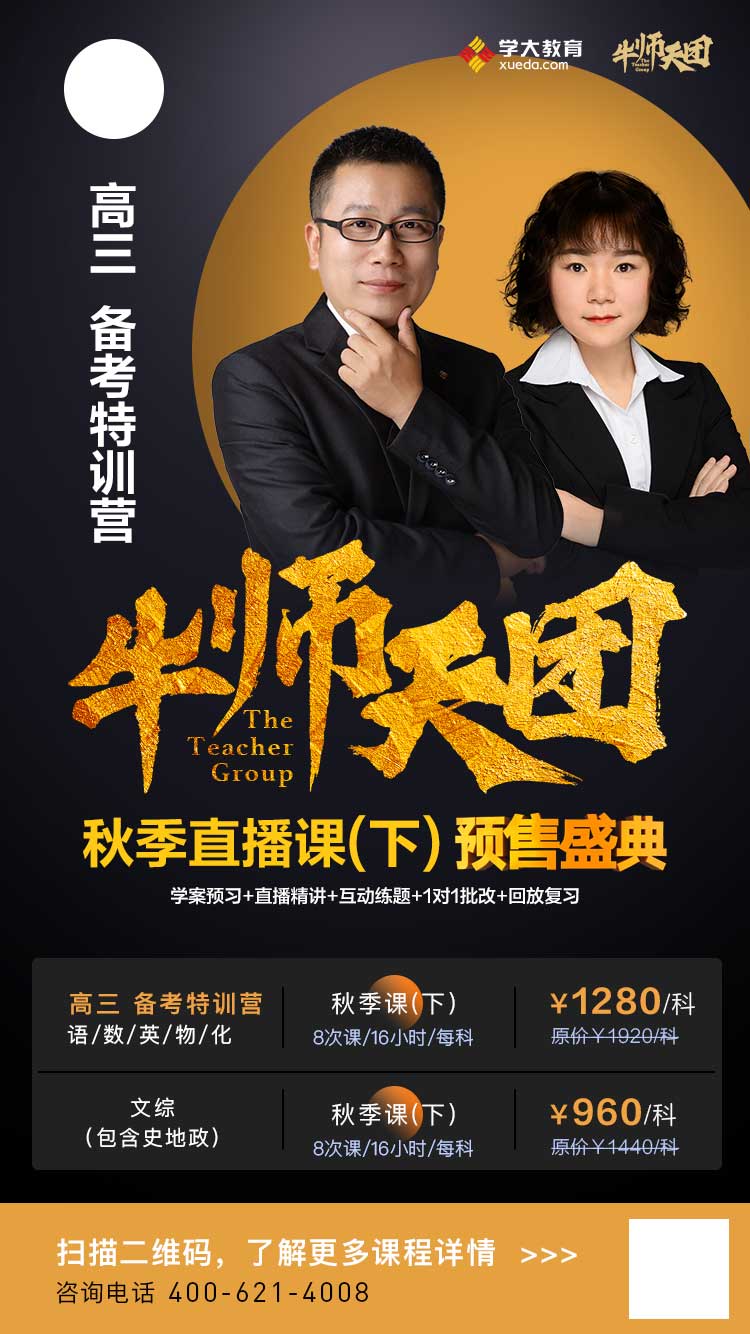 学大教育
xueda.com
牛师天团
The
Teacher
Group
高三 备考特训营
牛师天团
The
Teacher
Group
秋季直播课(下) 预售盛典
学案预习+直播精讲+互动练题+1对1批改+回放复习
高三 备考特训营
语/数/英/物/化
秋季课(下)
8次课/16小时/每科
¥1280/科
原价¥1920/科
文综
(包含史地政)
秋季课(下)
8次课/16小时/每科
¥960/科
原价¥1440/科
扫描二维码，了解更多课程详情 >>>
咨询电话 400-621-4008